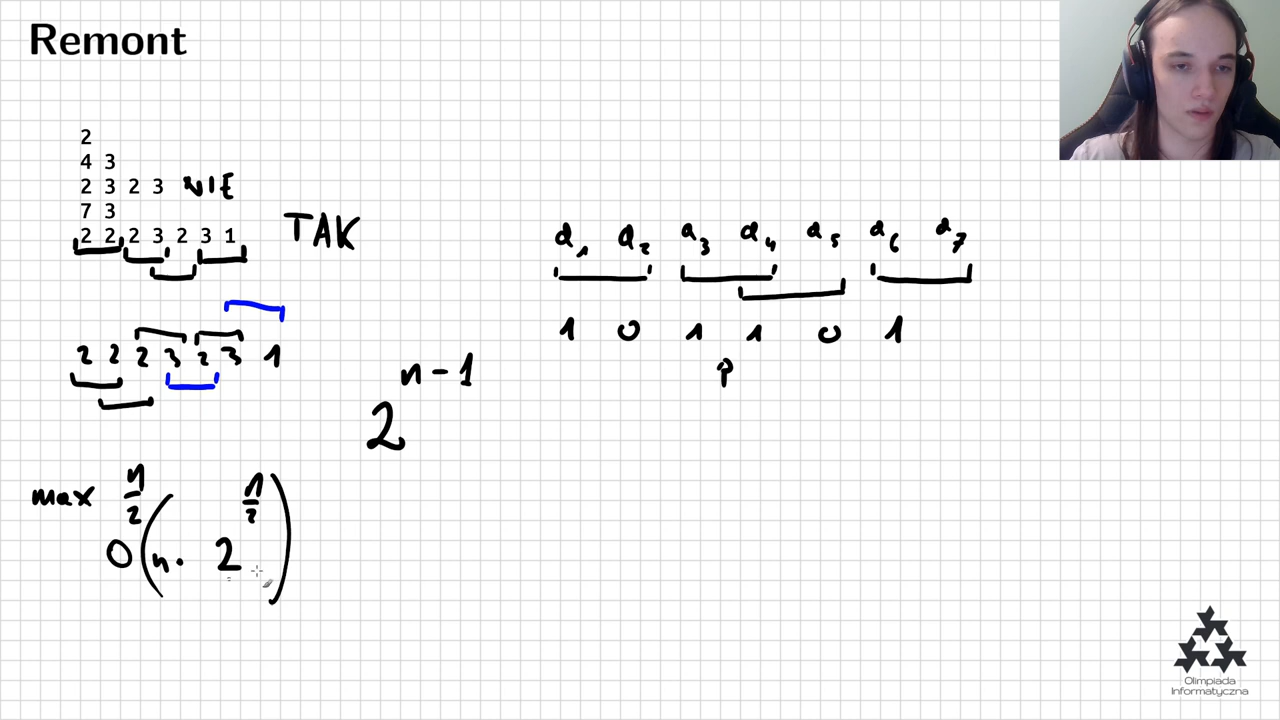 Remont
2
4 3
2 3 2 3 NIE
7 3
2 2 2 3 2 3 1 TAK
a₁ a₂ a₃ a₄ a₅ a₆ a₇
1 0 1 1 0 1
p
2 2 2 3 2 3 1
2ⁿ⁻¹
max n/2
O(n · 2^(n/2))
Olimpiada
Informatyczna